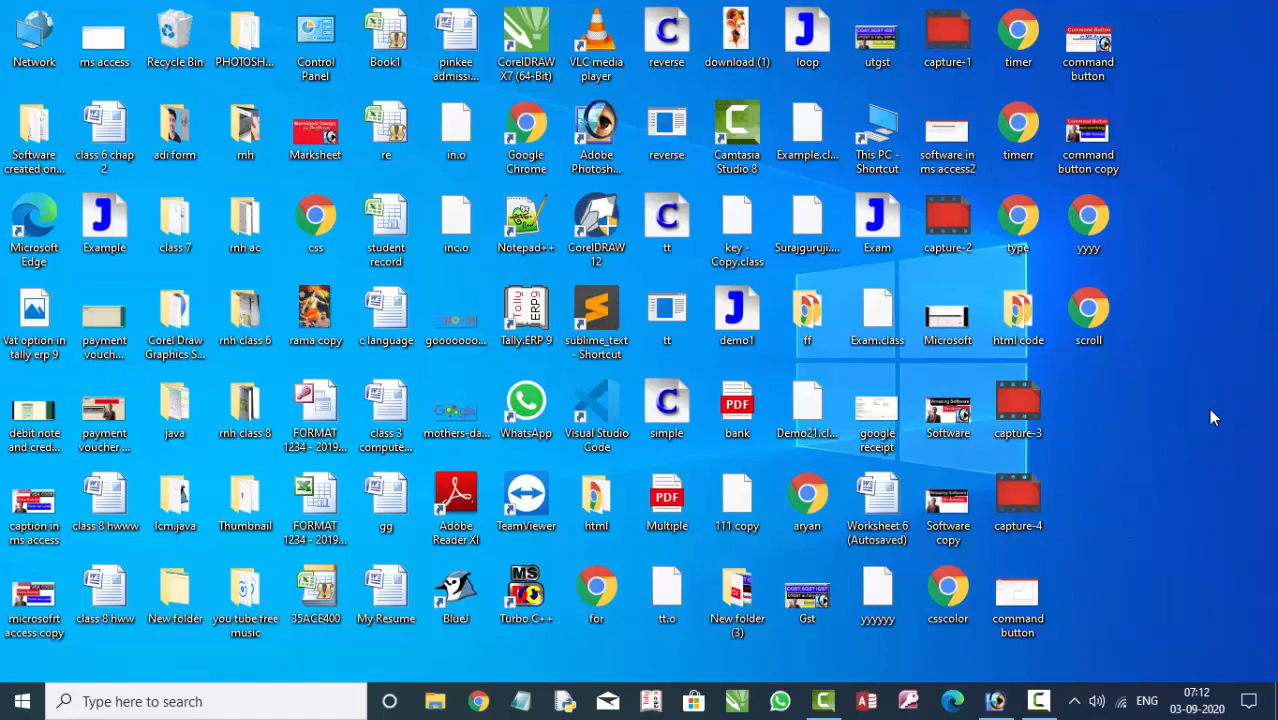 Network
ms access
Recycle Bin
PHOTOSH...
Control
Panel
Book1
pinkee
admissi...
CorelDRAW
X7 (64-Bit)
VLC media
player
reverse
download (1)
loop
utgst
capture-1
timer
command
button
Software
created on...
class 6 chap
2
adi form
rnh
Marksheet
re
in.o
Google
Chrome
Adobe
Photosh...
reverse
Camtasia
Studio 8
Example.cl...
This PC -
Shortcut
software in
ms access2
timerr
command
button copy
Microsoft
Edge
Example
class 7
rnh ac
css
student
record
inc.o
Notepad++
CorelDRAW
12
tt
key -
Copy.class
Surajguruji....
Exam
capture-2
type
yyyy
Vat option in
tally erp 9
payment
vouch...
Corel Draw
Graphics S...
rnh class 6
rama copy
c language
gooooooo...
Tally.ERP 9
sublime_text
- Shortcut
tt
demo1
ff
Exam.class
Microsoft
html code
scroll
debit note
and cred...
payment
voucher ...
java
rnh class 8
FORMAT
1234 - 2019...
class 3
compute...
mothers-da...
WhatsApp
Visual Studio
Code
simple
PDF
bank
Demo21.cl...
google
receipt
Software
capture-3
caption in
ms access
class 8 hwww
lcm.java
Thumbnail
FORMAT
1234 - 2019...
gg
Adobe
Reader XI
TeamViewer
html
PDF
Multiple
111 copy
aryan
Worksheet 6
(Autosaved)
Software
copy
capture-4
microsofrt
access copy
class 8 hww
New folder
you tube free
music
35ACE400
My Resume
BlueJ
Turbo C++
for
tt.o
New folder
(3)
Gst
yyyyyy
csscolor
command
button
Type here to search
ENG
07:12
03-09-2020